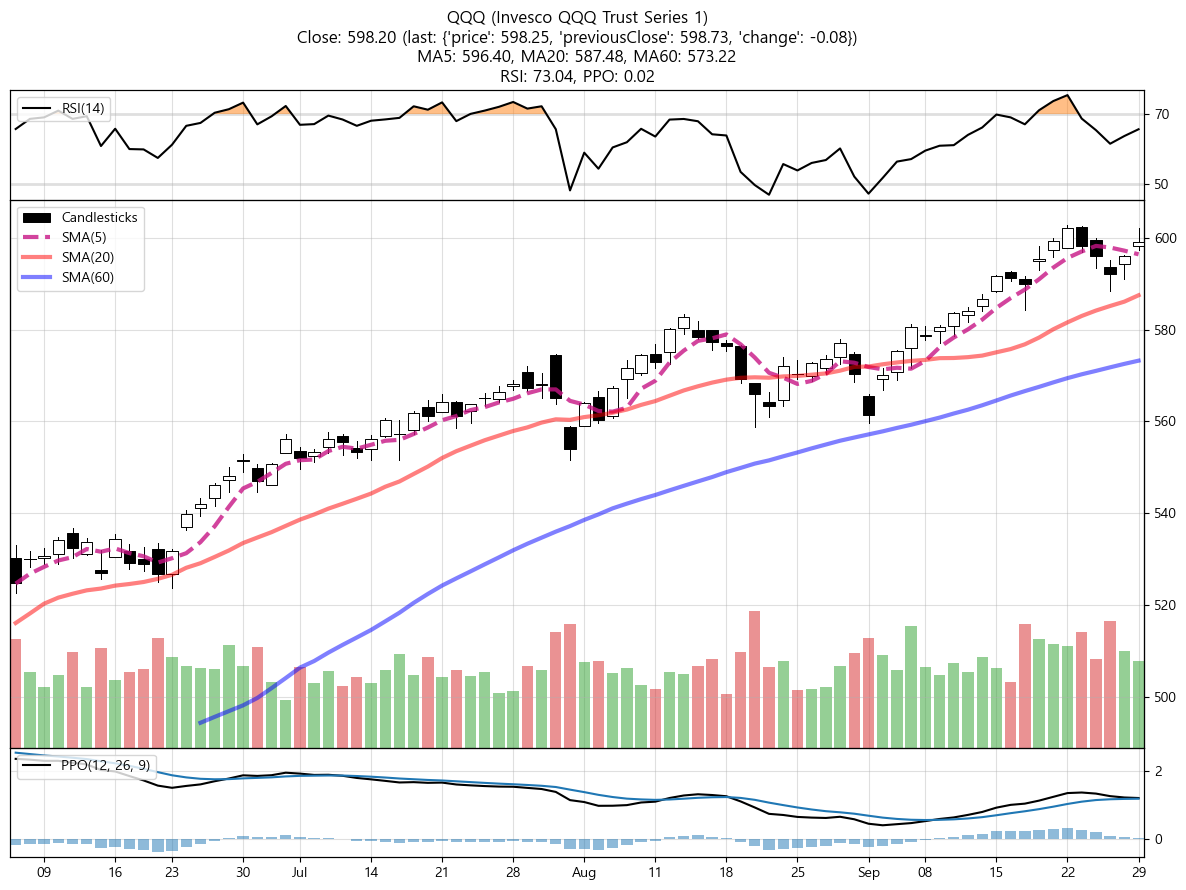 QQQ (Invesco QQQ Trust Series 1)
Close: 598.20 (last: {'price': 598.25, 'previousClose': 598.73, 'change': -0.08})
MA5: 596.40, MA20: 587.48, MA60: 573.22
RSI: 73.04, PPO: 0.02
RSI(14)
70
50
Candlesticks
SMA(5)
SMA(20)
SMA(60)
600
580
560
540
520
500
PPO(12, 26, 9)
2
0
09 16 23 30 Jul 14 21 28 Aug 11 18 25 Sep 08 15 22 29